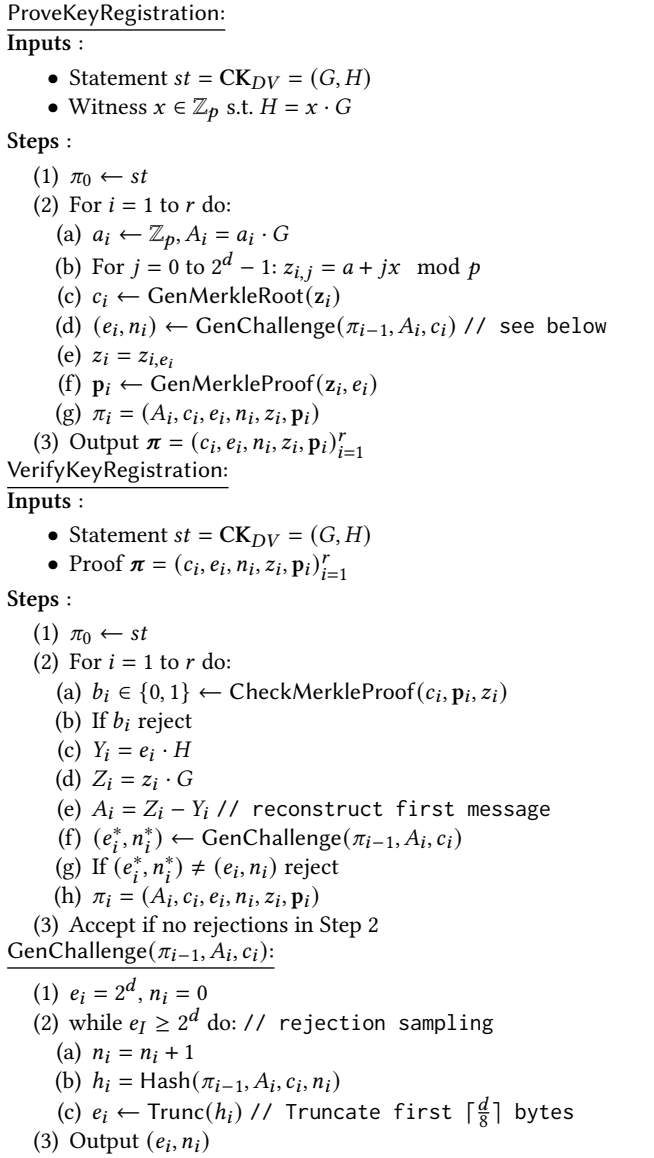 ProveKeyRegistration:
Inputs :
• Statement st = CK_{DV} = (G, H)
• Witness x ∈ ℤ_p s.t. H = x · G
Steps :
(1) π_0 ← st
(2) For i = 1 to r do:
(a) a_i ← ℤ_p, A_i = a_i · G
(b) For j = 0 to 2^d − 1: z_{i,j} = a + jx mod p
(c) c_i ← GenMerkleRoot(z_i)
(d) (e_i, n_i) ← GenChallenge(π_{i−1}, A_i, c_i) // see below
(e) z_i = z_{i,e_i}
(f) p_i ← GenMerkleProof(z_i, e_i)
(g) π_i = (A_i, c_i, e_i, n_i, z_i, p_i)
(3) Output π = (c_i, e_i, n_i, z_i, p_i)_{i=1}^r
VerifyKeyRegistration:
Inputs :
• Statement st = CK_{DV} = (G, H)
• Proof π = (c_i, e_i, n_i, z_i, p_i)_{i=1}^r
Steps :
(1) π_0 ← st
(2) For i = 1 to r do:
(a) b_i ∈ {0, 1} ← CheckMerkleProof(c_i, p_i, z_i)
(b) If b_i reject
(c) Y_i = e_i · H
(d) Z_i = z_i · G
(e) A_i = Z_i − Y_i // reconstruct first message
(f) (e_i^*, n_i^*) ← GenChallenge(π_{i−1}, A_i, c_i)
(g) If (e_i^*, n_i^*) ≠ (e_i, n_i) reject
(h) π_i = (A_i, c_i, e_i, n_i, z_i, p_i)
(3) Accept if no rejections in Step 2
GenChallenge(π_{i−1}, A_i, c_i):
(1) e_i = 2^d, n_i = 0
(2) while e_I ≥ 2^d do: // rejection sampling
(a) n_i = n_i + 1
(b) h_i = Hash(π_{i−1}, A_i, c_i, n_i)
(c) e_i ← Trunc(h_i) // Truncate first ⌈d/8⌉ bytes
(3) Output (e_i, n_i)